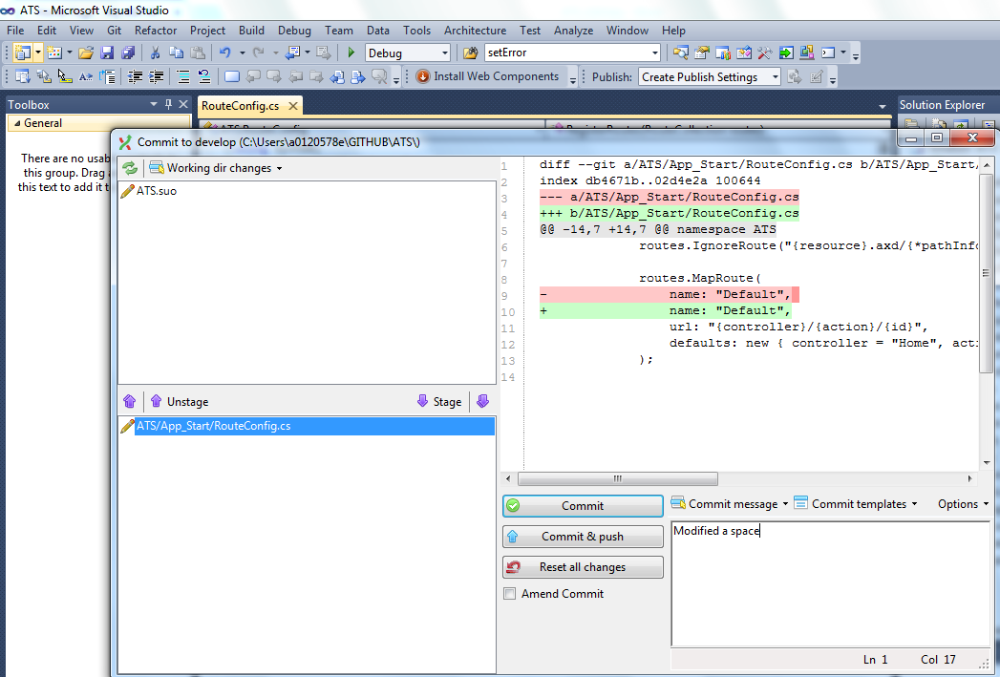 ATS - Microsoft Visual Studio
File Edit View Git Refactor Project Build Debug Team Data Tools Architecture Test Analyze Window Help
Debug setError
Install Web Components Publish: Create Publish Settings
Toolbox RouteConfig.cs Solution Explorer
General
There are no usab
this group. Drag a
this text to add it t
Commit to develop (C:\Users\a0120578e\GITHUB\ATS\)
Working dir changes
ATS.suo
Unstage Stage
ATS/App_Start/RouteConfig.cs
1 diff --git a/ATS/App_Start/RouteConfig.cs b/ATS/App_Start/
2 index db4671b..02d4e2a 100644
3 --- a/ATS/App_Start/RouteConfig.cs
4 +++ b/ATS/App_Start/RouteConfig.cs
5 @@ -14,7 +14,7 @@ namespace ATS
6 routes.IgnoreRoute("{resource}.axd/{*pathInfo
7
8 routes.MapRoute(
9 - name: "Default",
10 + name: "Default",
11 url: "{controller}/{action}/{id}",
12 defaults: new { controller = "Home", acti
13 );
14
Commit Commit message Commit templates Options
Commit & push
Reset all changes
Amend Commit
Modified a space
Ln 1 Col 17